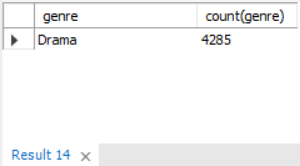 genre count(genre)
Drama 4285
Result 14 ×